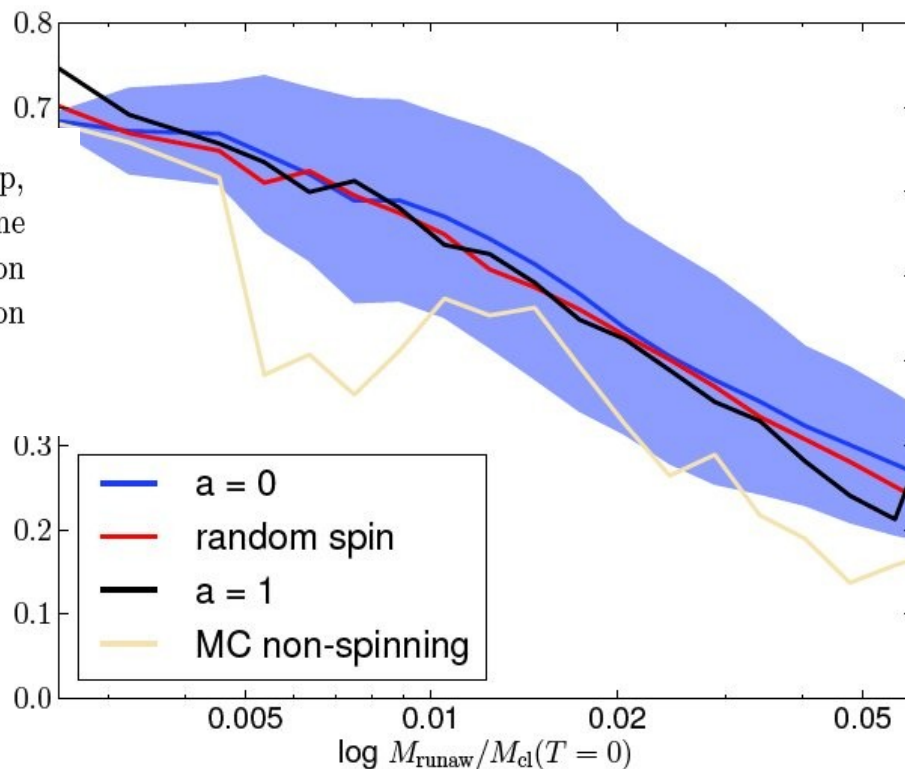 0.8
0.7
p,
ne
on
on
0.3
0.2
0.1
0.0
a = 0
random spin
a = 1
MC non-spinning
0.005 0.01 0.02 0.05
log M_runaw/M_cl(T = 0)